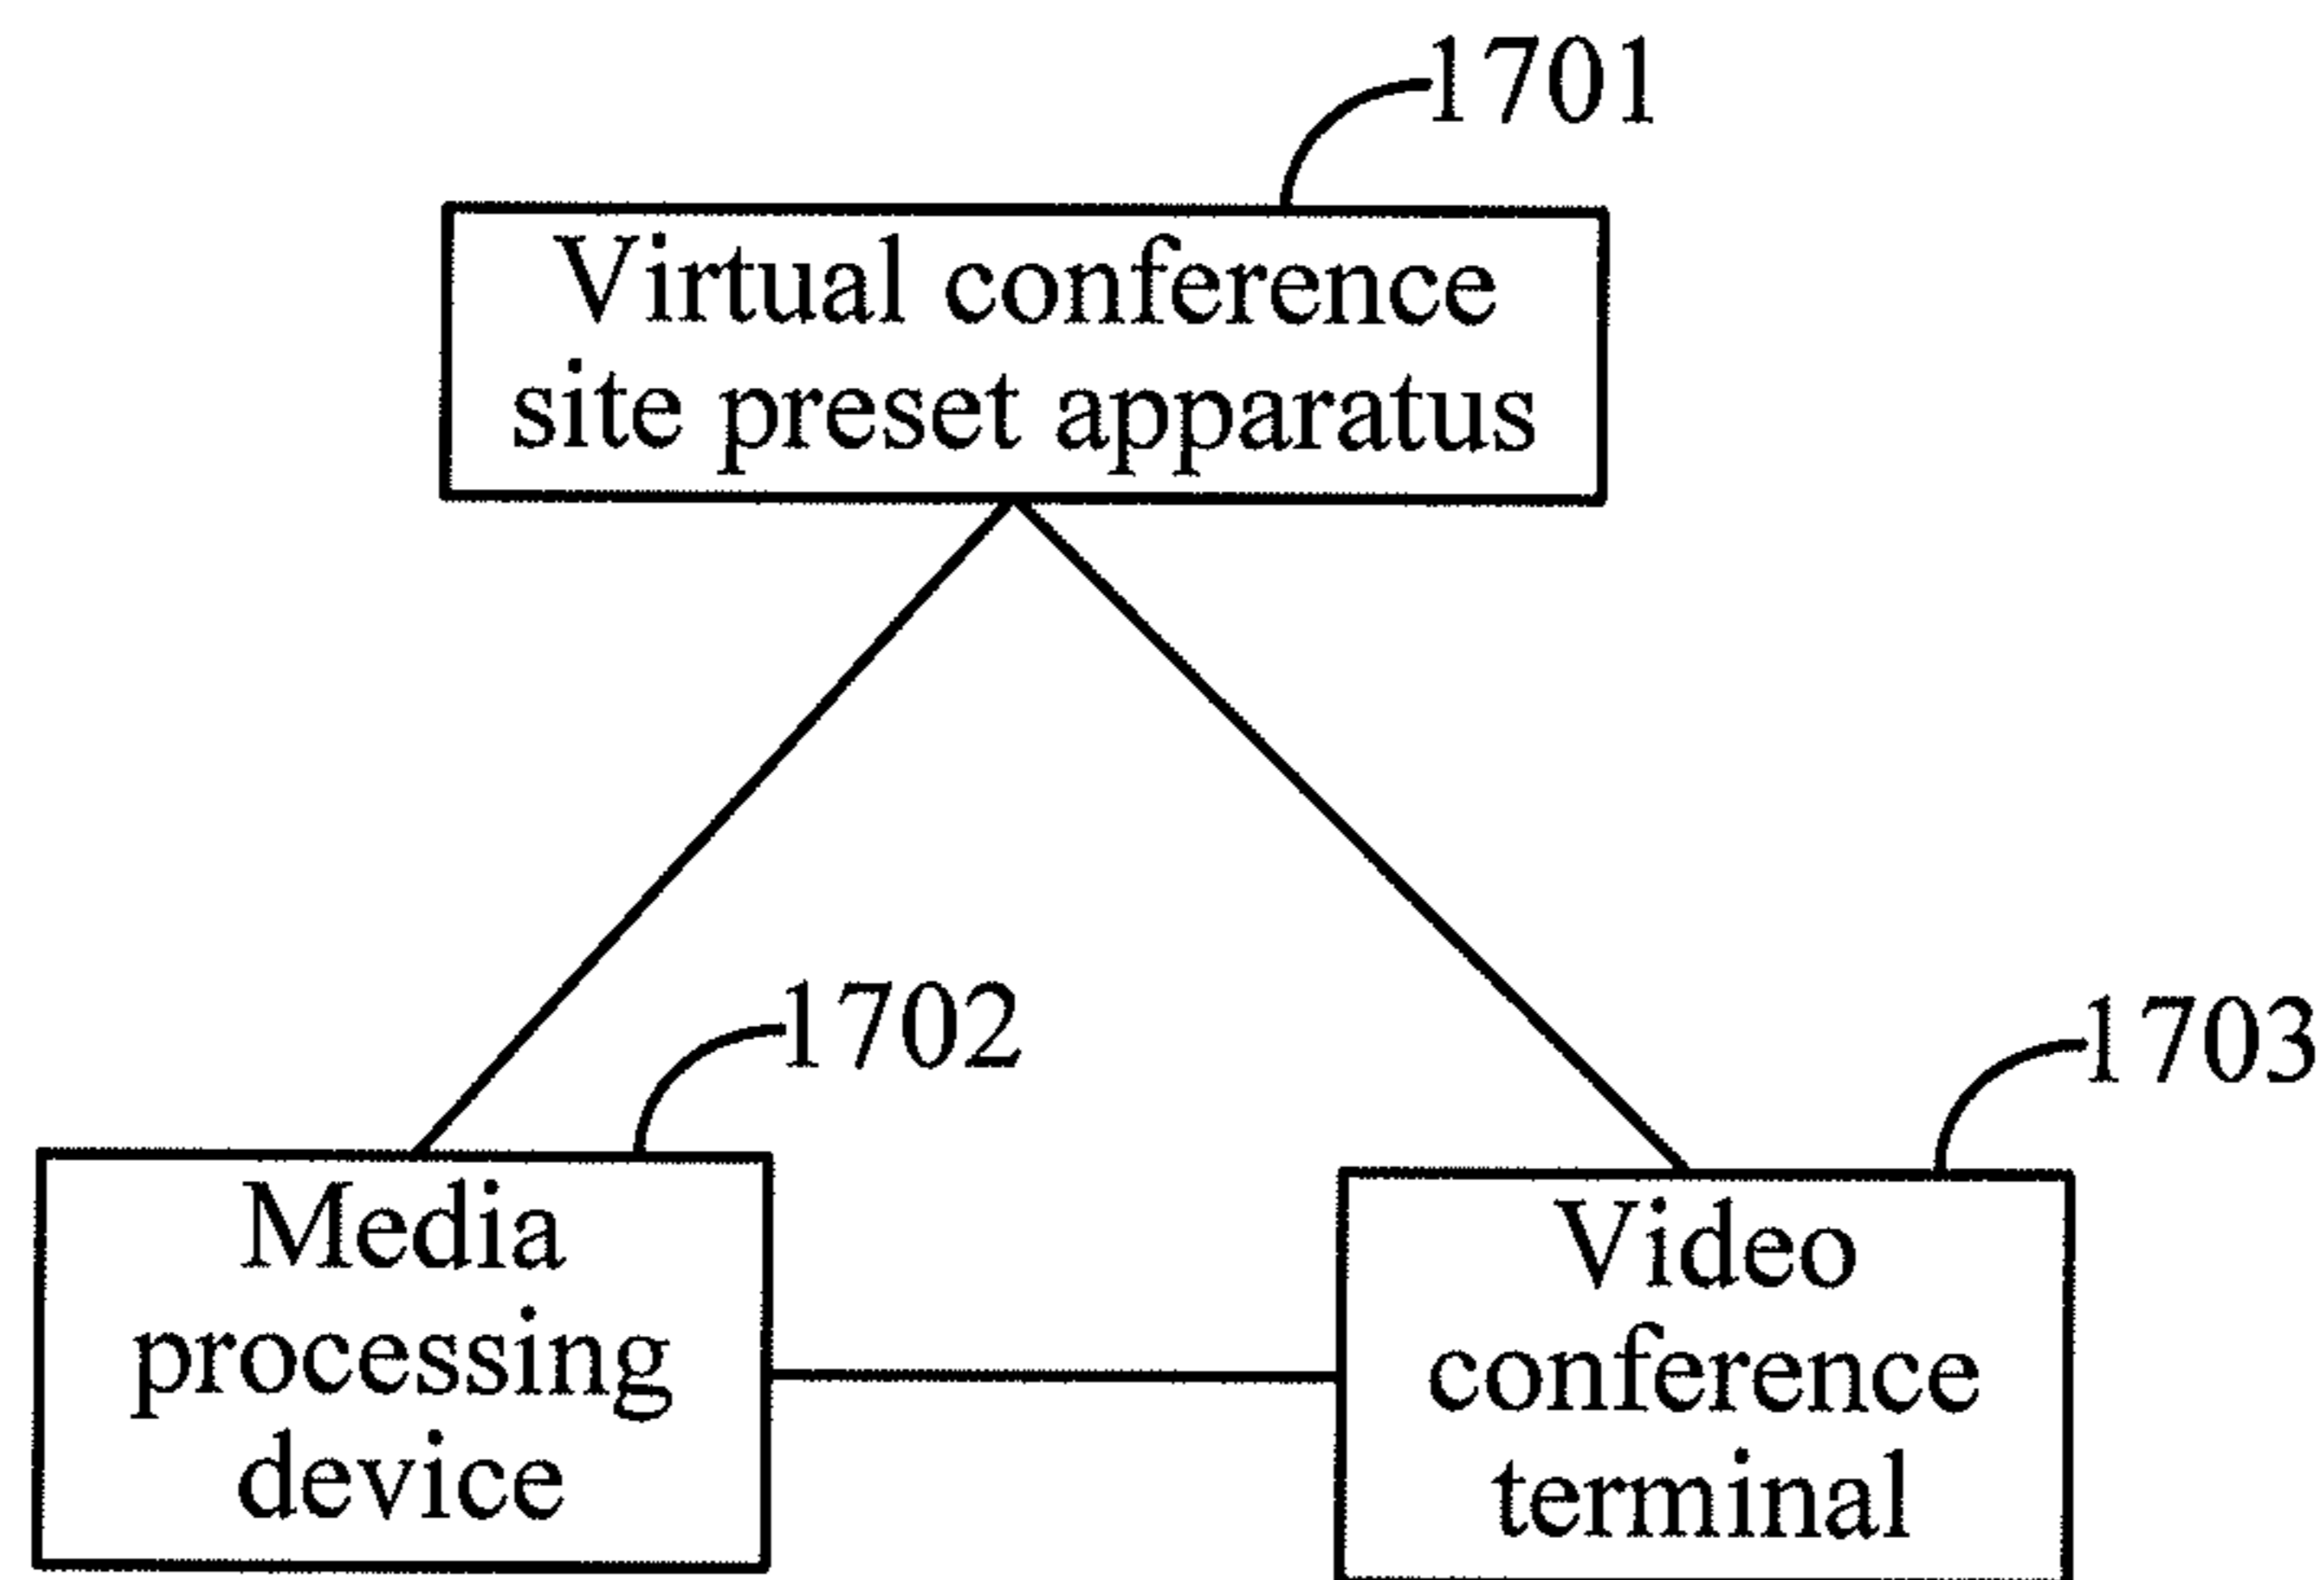 1701
Virtual conference
site preset apparatus
1702
Media
processing
device
1703
Video
conference
terminal